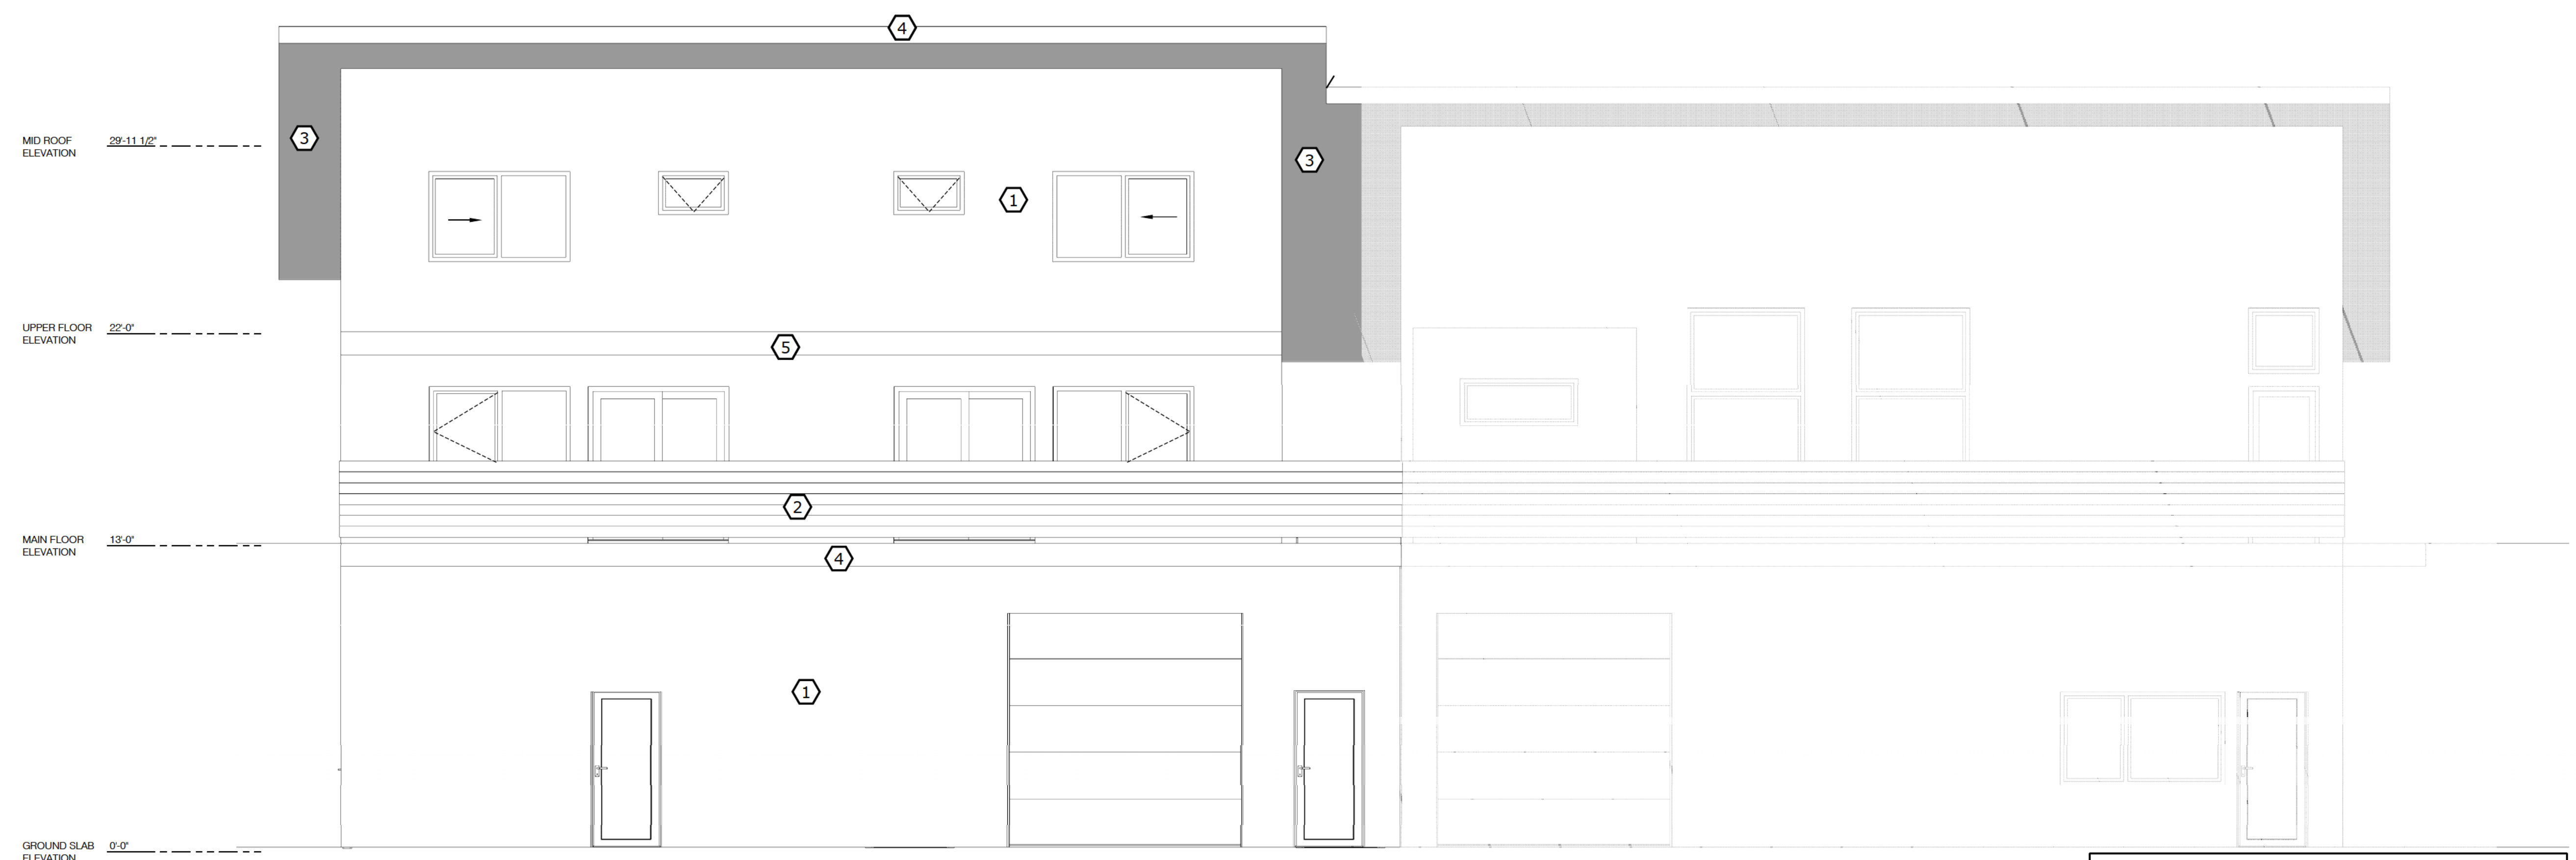 4
MID ROOF 29'-11 1/2"
ELEVATION
3
3
1
UPPER FLOOR 22'-0"
ELEVATION
5
2
MAIN FLOOR 13'-0"
ELEVATION
4
1
GROUND SLAB 0'-0"
ELEVATION